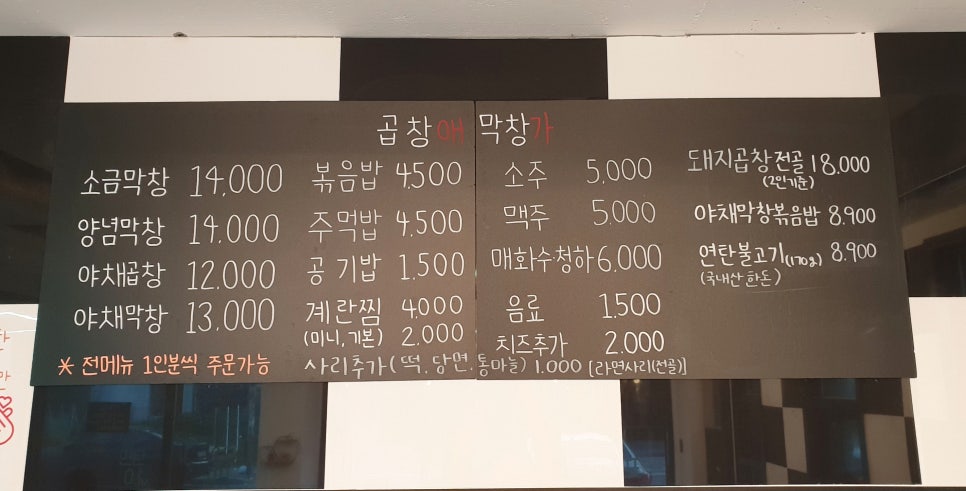 곱창애 막창가
소금막창 14,000
양념막창 14.000
야채곱창 12.000
야채막창 13.000
* 전메뉴 1인분씩 주문가능
볶음밥 4,500
주먹밥 4,500
공기밥 1.500
계란찜 4000
(미니, 기본) 2.000
사리추가(떡, 당면, 통마늘) 1.000 [라면사리(전골)]
소주 5,000
맥주 5.000
매화수청하 6.000
음료 1.500
치즈추가 2.000
돼지곱창전골 18.000
(2인기준)
야채막창볶음밥 8.900
연탄불고기(170g) 8.900
(국내산 한돈)